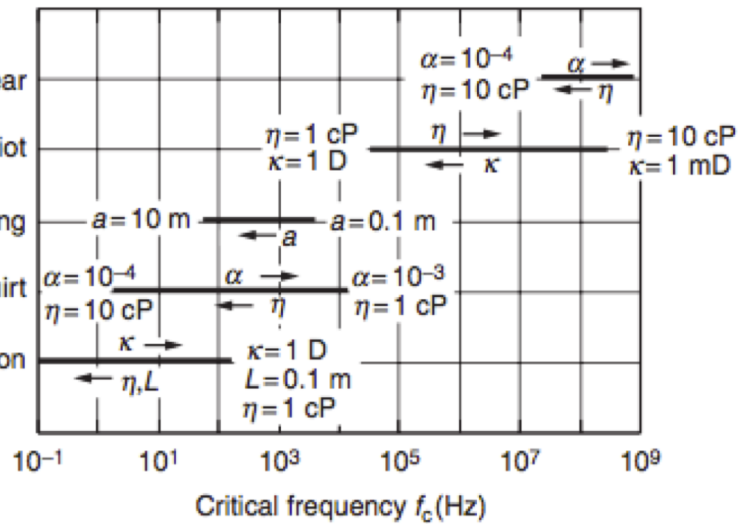 ear
α=10⁻⁴
η=10 cP
α
η
iot
η=1 cP
κ=1 D
η
κ
η=10 cP
κ=1 mD
ng
a=10 m
a=0.1 m
a
irt
α=10⁻⁴
η=10 cP
α
η
α=10⁻³
η=1 cP
on
κ
η,L
κ=1 D
L=0.1 m
η=1 cP
10⁻¹ 10¹ 10³ 10⁵ 10⁷ 10⁹
Critical frequency f_c(Hz)